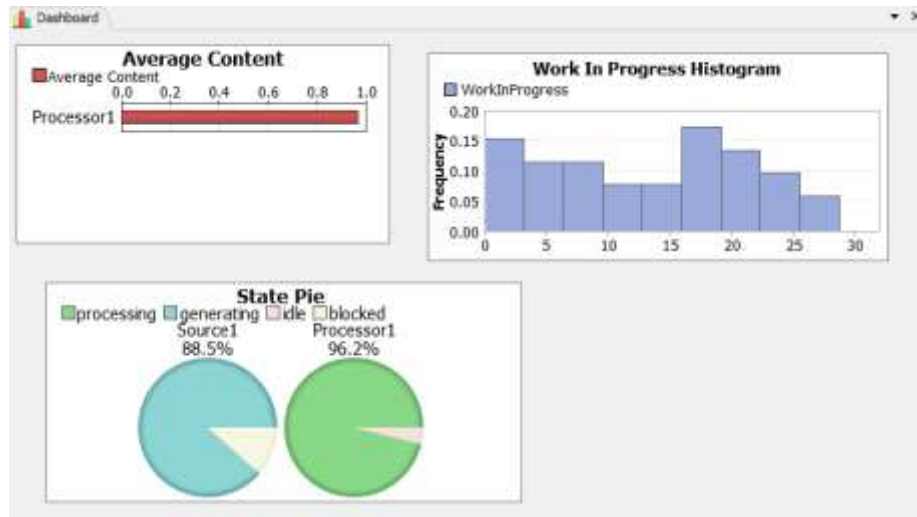 Dashboard
Average Content
Average Content
0.0 0.2 0.4 0.6 0.8 1.0
Processor1
Work In Progress Histogram
WorkInProgress
0.20
0.15
0.10
0.05
0.00
Frequency
0 5 10 15 20 25 30
State Pie
processing generating idle blocked
Source1 Processor1
88.5% 96.2%